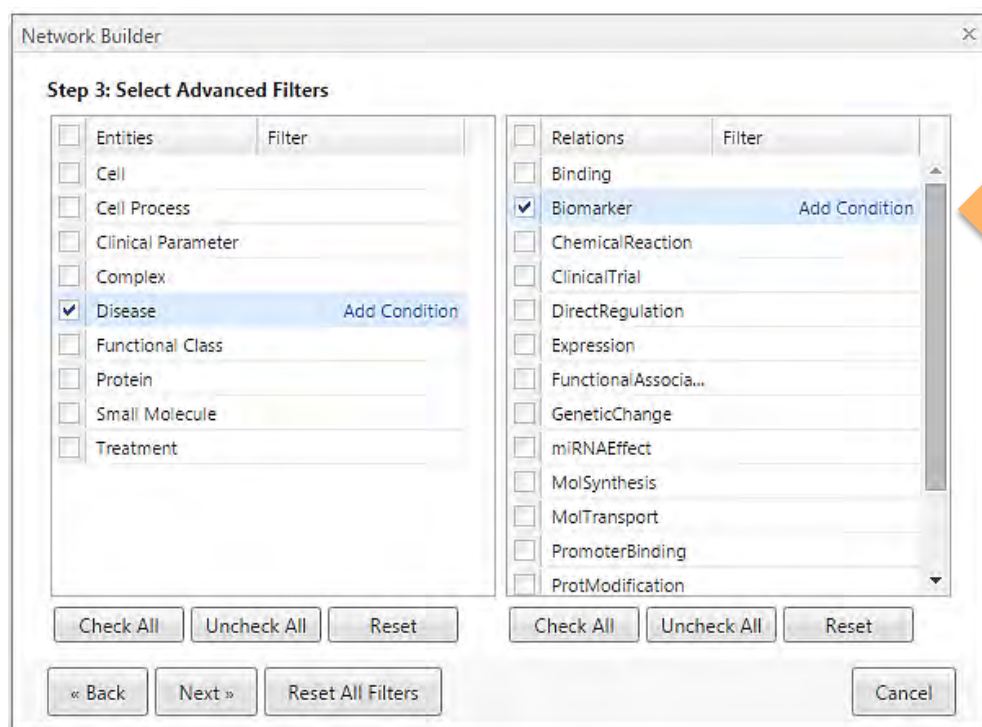 Network Builder
Step 3: Select Advanced Filters
Entities Filter
Cell
Cell Process
Clinical Parameter
Complex
Disease Add Condition
Functional Class
Protein
Small Molecule
Treatment
Check All Uncheck All Reset
Relations Filter
Binding
Biomarker Add Condition
ChemicalReaction
ClinicalTrial
DirectRegulation
Expression
FunctionalAssocia...
GeneticChange
miRNAEffect
MolSynthesis
MolTransport
PromoterBinding
ProtModification
Check All Uncheck All Reset
« Back Next » Reset All Filters Cancel